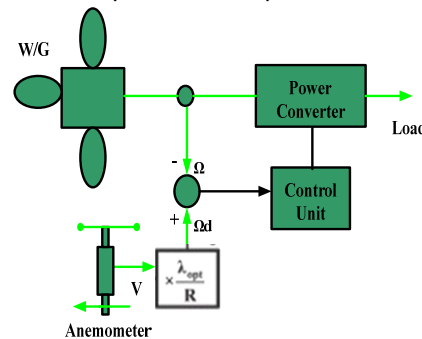 W/G
Power
Converter
Load
-
Ω
Control
Unit
+
Ωd
V
× λopt / R
Anemometer